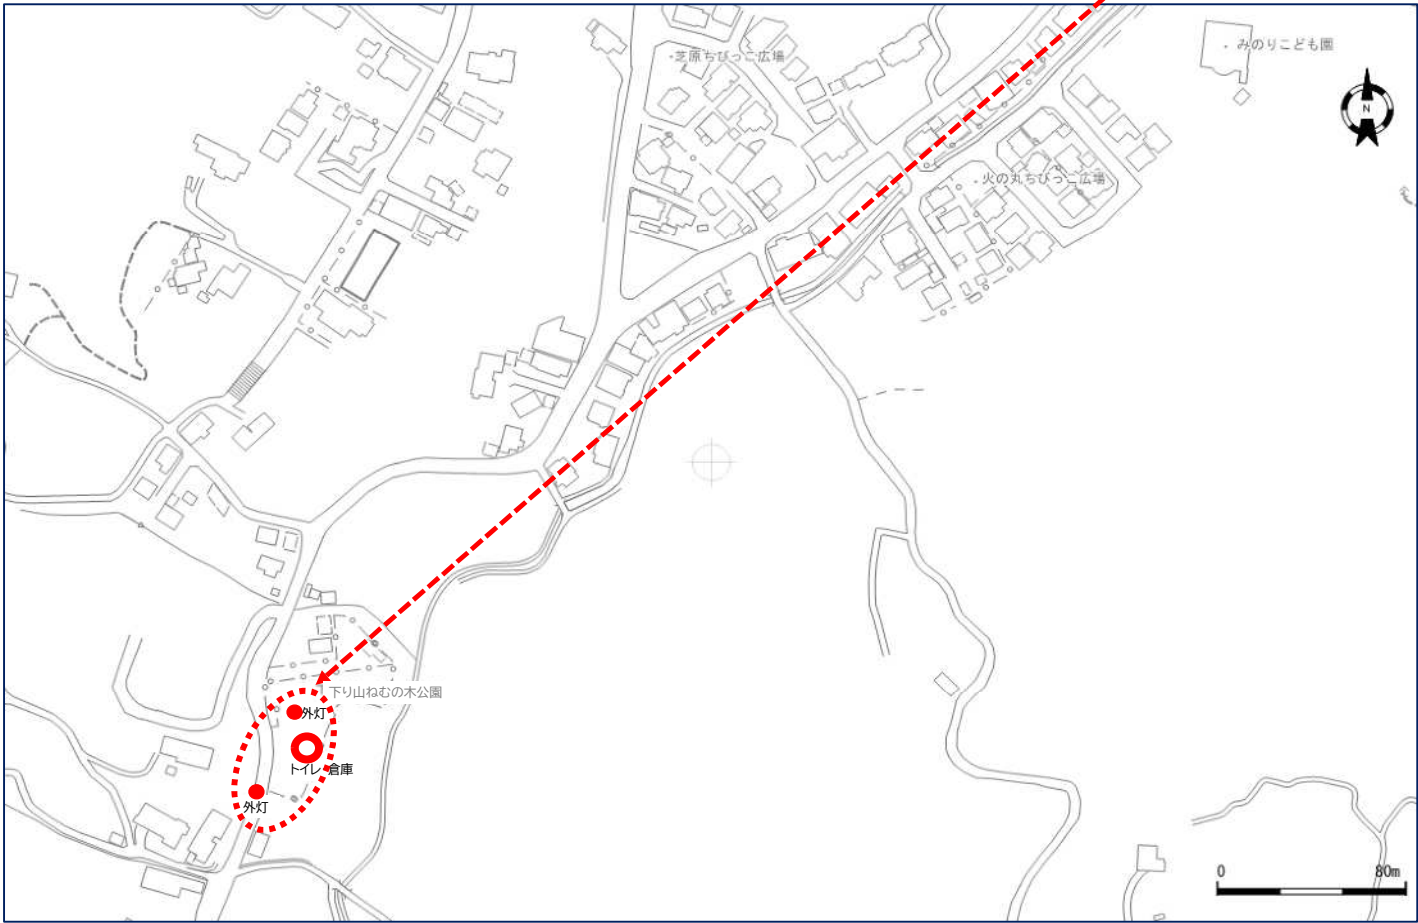 芝原ちびっこ広場
みのりこども園
N
火の丸ちびっこ広場
下り山ねむの木公園
外灯
トイレ 倉庫
外灯
0 80m